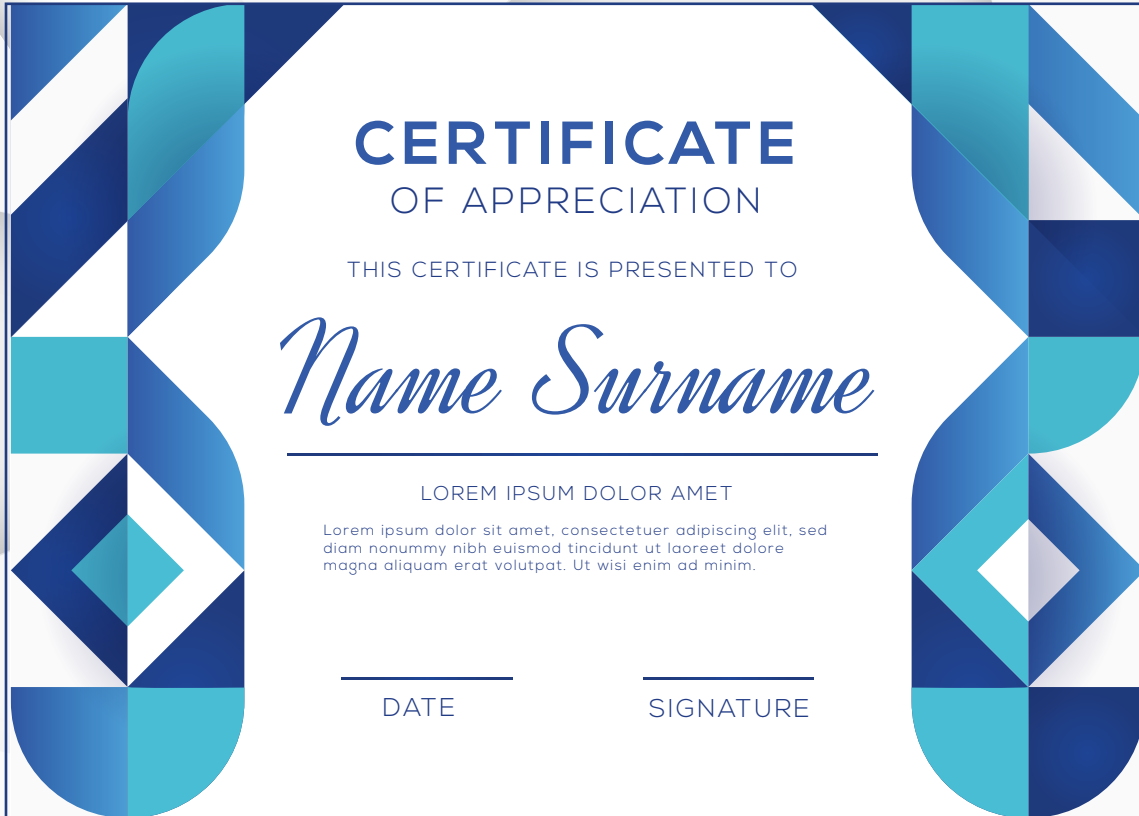 CERTIFICATE
OF APPRECIATION
THIS CERTIFICATE IS PRESENTED TO
Name Surname
LOREM IPSUM DOLOR AMET
Lorem ipsum dolor sit amet, consectetuer adipiscing elit, sed
diam nonummy nibh euismod tincidunt ut laoreet dolore
magna aliquam erat volutpat. Ut wisi enim ad minim.
DATE
SIGNATURE